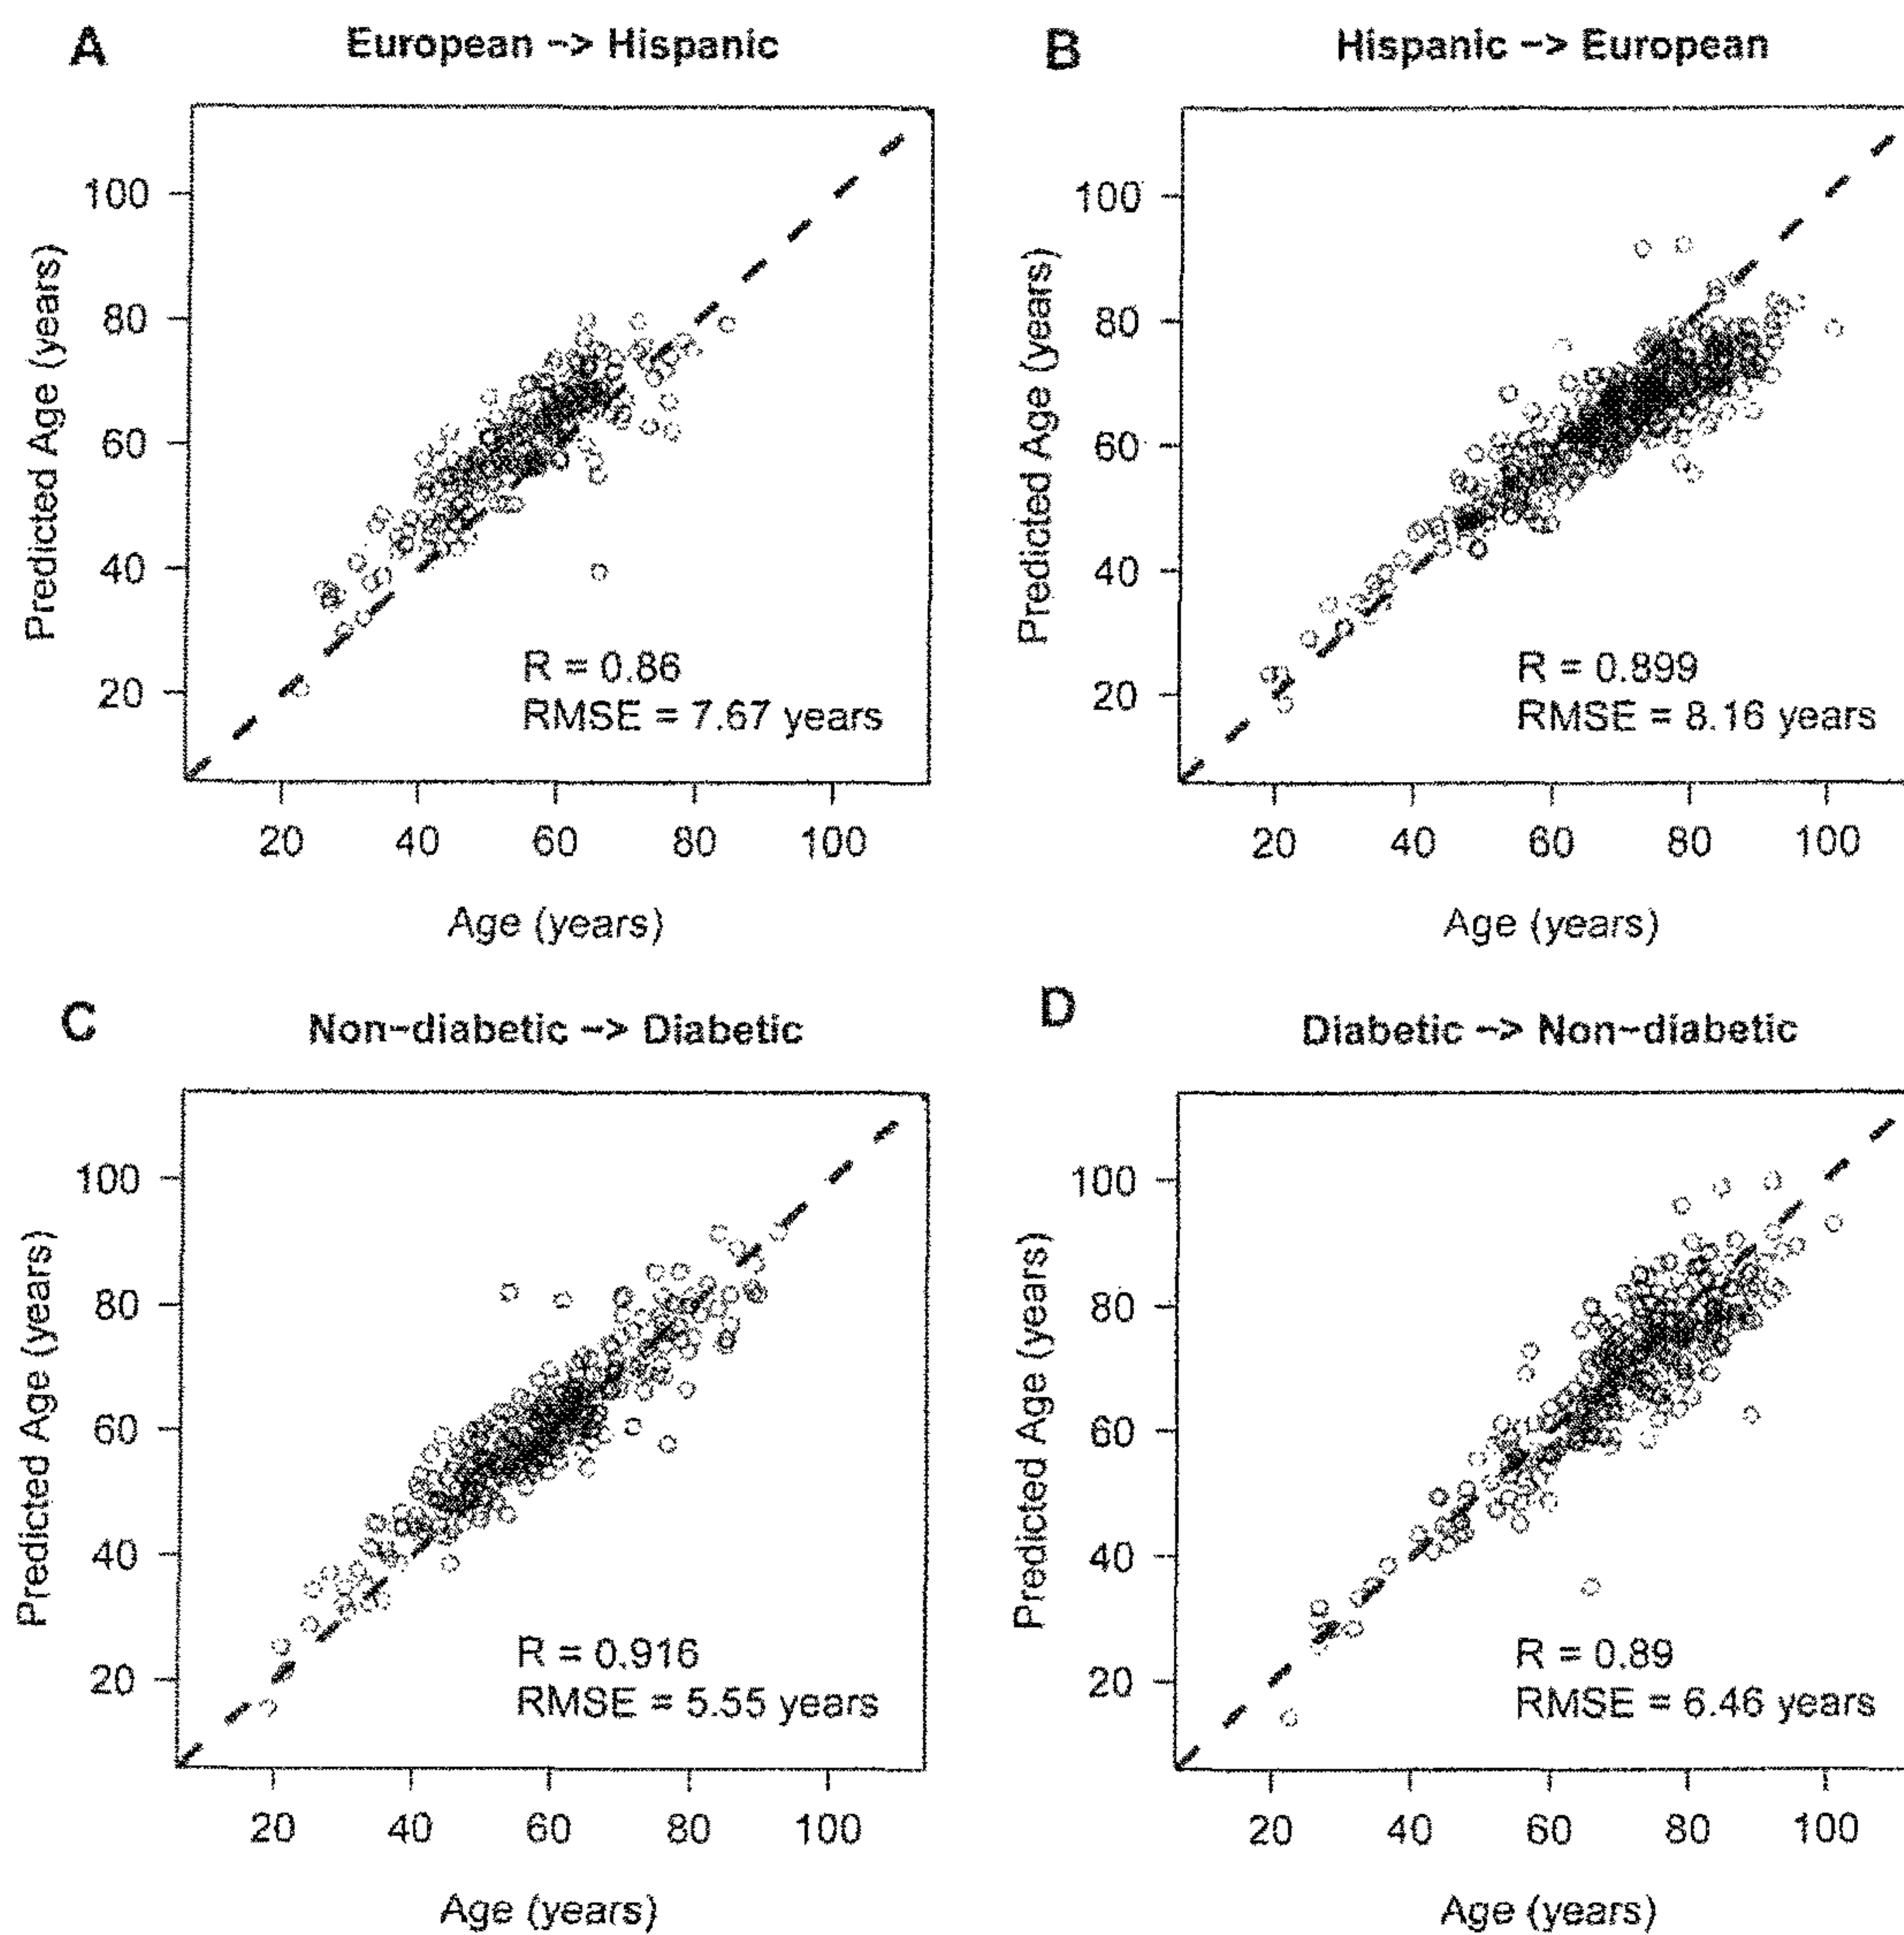 A
European -> Hispanic
100
80
60
40
20
Predicted Age (years)
R = 0.86
RMSE = 7.67 years
20 40 60 80 100
Age (years)
B
Hispanic -> European
100
80
60
40
20
Predicted Age (years)
R = 0.899
RMSE = 8.16 years
20 40 60 80 100
Age (years)
C
Non-diabetic -> Diabetic
100
80
60
40
20
Predicted Age (years)
R = 0.916
RMSE = 5.55 years
20 40 60 80 100
Age (years)
D
Diabetic -> Non-diabetic
100
80
60
40
20
Predicted Age (years)
R = 0.89
RMSE = 6.46 years
20 40 60 80 100
Age (years)